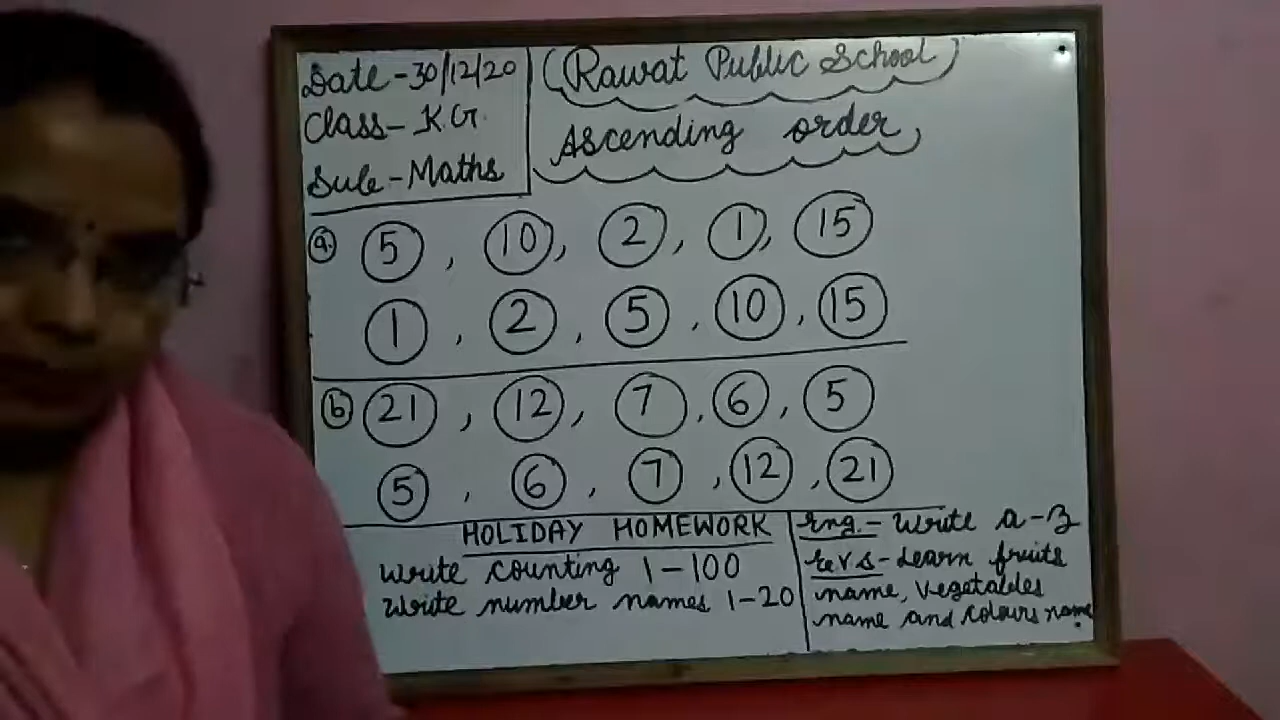 Date - 30/12/20
Class - K.G.
Sub - Maths
(Rawat Public School)
Ascending order,
(a) 5, 10, 2, 1, 15
1, 2, 5, 10, 15
(b) 21, 12, 7, 6, 5
5, 6, 7, 12, 21
HOLIDAY HOMEWORK
Write counting 1-100
Write number names 1-20
Eng. - Write a-z
E.V.S - Learn fruits
name, vegetables
name and colours name.